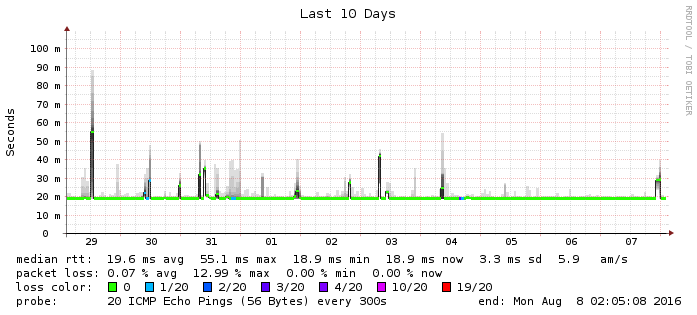 Last 10 Days
RRDTOOL / TOBI OETIKER
Seconds
100 m
90 m
80 m
70 m
60 m
50 m
40 m
30 m
20 m
10 m
0
29 30 31 01 02 03 04 05 06 07
median rtt: 19.6 ms avg 55.1 ms max 18.9 ms min 18.9 ms now 3.3 ms sd 5.9 am/s
packet loss: 0.07 % avg 12.99 % max 0.00 % min 0.00 % now
loss color: 0 1/20 2/20 3/20 4/20 10/20 19/20
probe: 20 ICMP Echo Pings (56 Bytes) every 300s end: Mon Aug 8 02:05:08 2016